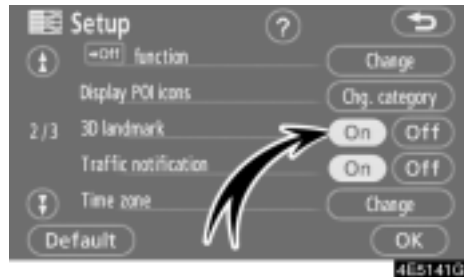 Setup ?
→Off function Change
Display POI icons Chg. category
2/3 3D landmark On Off
Traffic notification On Off
Time zone Change
Default OK
4E5141G